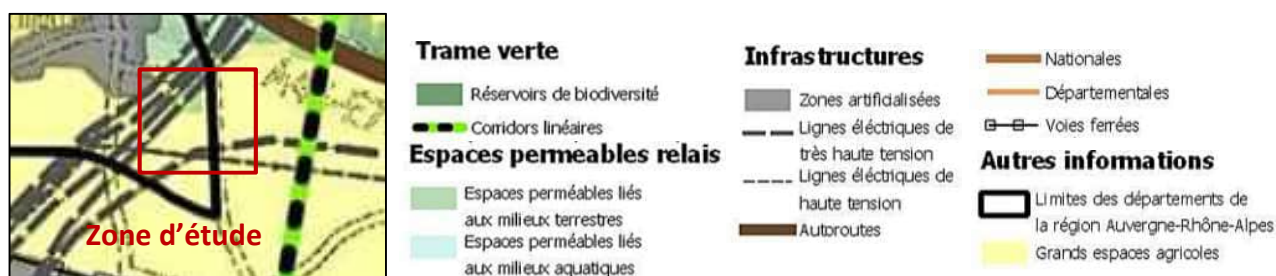 Zone d'étude
Trame verte
Réservoirs de biodiversité
Corridors linéaires
Espaces permeables relais
Espaces perméables liés
aux milieux terrestres
Espaces perméables liés
aux milieux aquatiques
Infrastructures
Zones artificialisées
Lignes éléctriques de
très haute tension
Lignes éléctriques de
haute tension
Autoroutes
Nationales
Départementales
Voies ferrées
Autres informations
Limites des départements de
la région Auvergne-Rhône-Alpes
Grands espaces agricoles